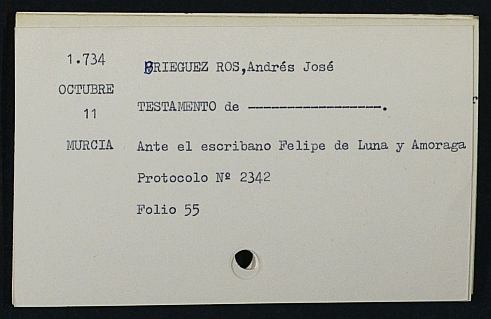 1.734
BRIEGUEZ ROS,Andrés José
OCTUBRE
11
TESTAMENTO de -----------------.
MURCIA
Ante el escribano Felipe de Luna y Amoraga
Protocolo Nº 2342
Folio 55